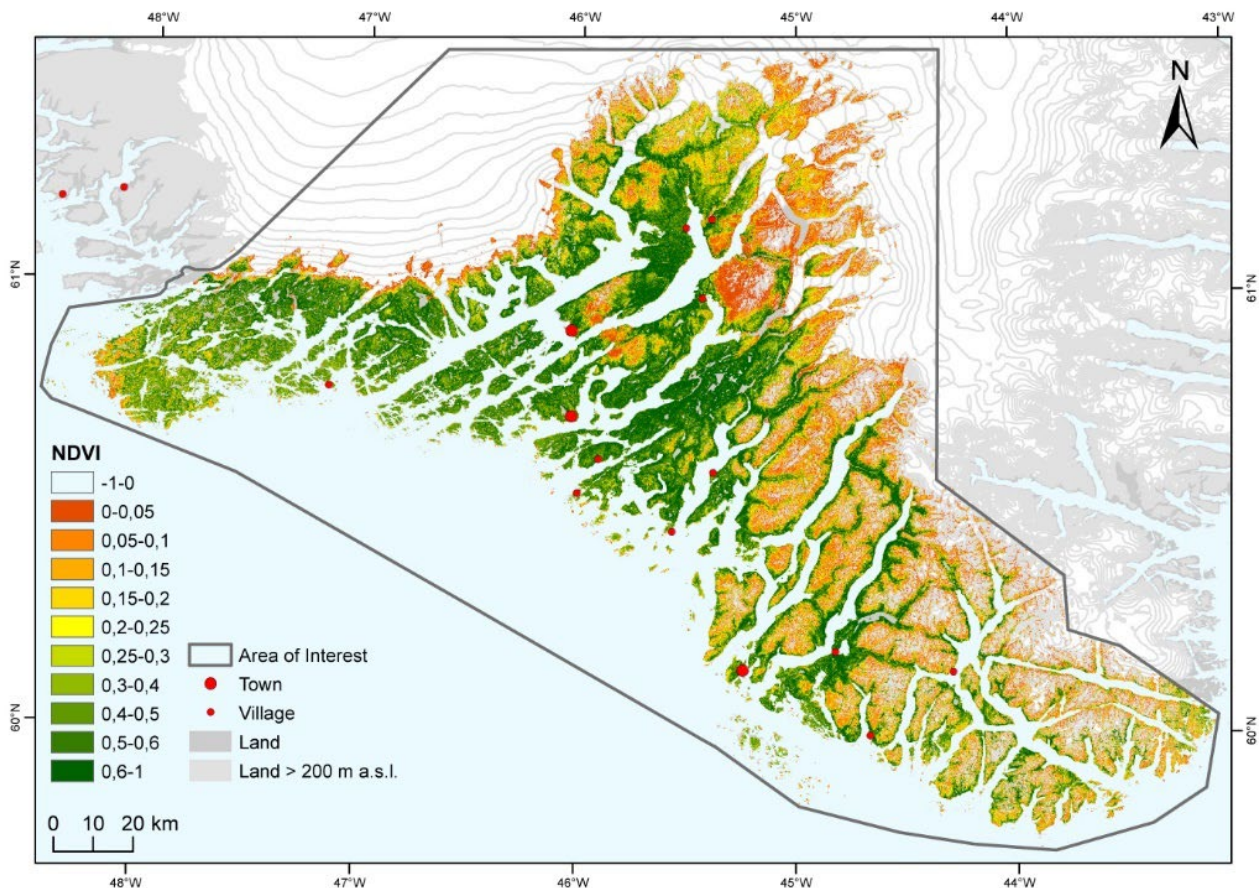 48°W 47°W 46°W 45°W 44°W 43°W
N
61°N 61°N
NDVI
-1-0
0-0,05
0,05-0,1
0,1-0,15
0,15-0,2
0,2-0,25
0,25-0,3
0,3-0,4
0,4-0,5
0,5-0,6
0,6-1
Area of Interest
Town
Village
Land
Land > 200 m a.s.l.
60°N 60°N
0 10 20 km
48°W 47°W 46°W 45°W 44°W